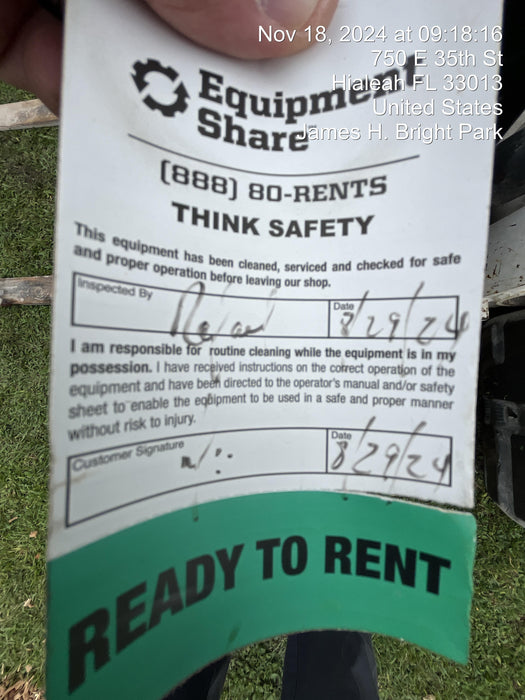 Nov 18, 2024 at 09:18:16
750 E 35th St
Hialeah FL 33013
United States
James H. Bright Park
Equipment
Share
(888) 80-RENTS
THINK SAFETY
This equipment has been cleaned, serviced and checked for safe
and proper operation before leaving our shop.
Inspected By
Date 8/29/24
I am responsible for routine cleaning while the equipment is in my
possession. I have received instructions on the correct operation of the
equipment and have been directed to the operator's manual and/or safety
sheet to enable the equipment to be used in a safe and proper manner
without risk to injury.
Customer Signature
Date 8/29/24
READY TO RENT